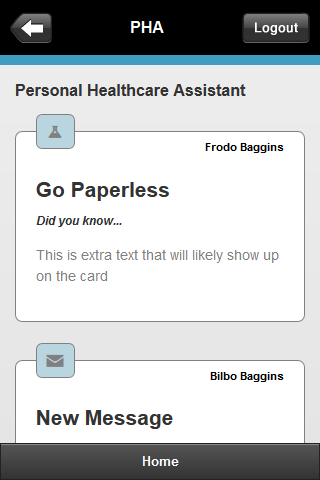 PHA
Logout
Personal Healthcare Assistant
Frodo Baggins
Go Paperless
Did you know...
This is extra text that will likely show up
on the card
Bilbo Baggins
New Message
Home